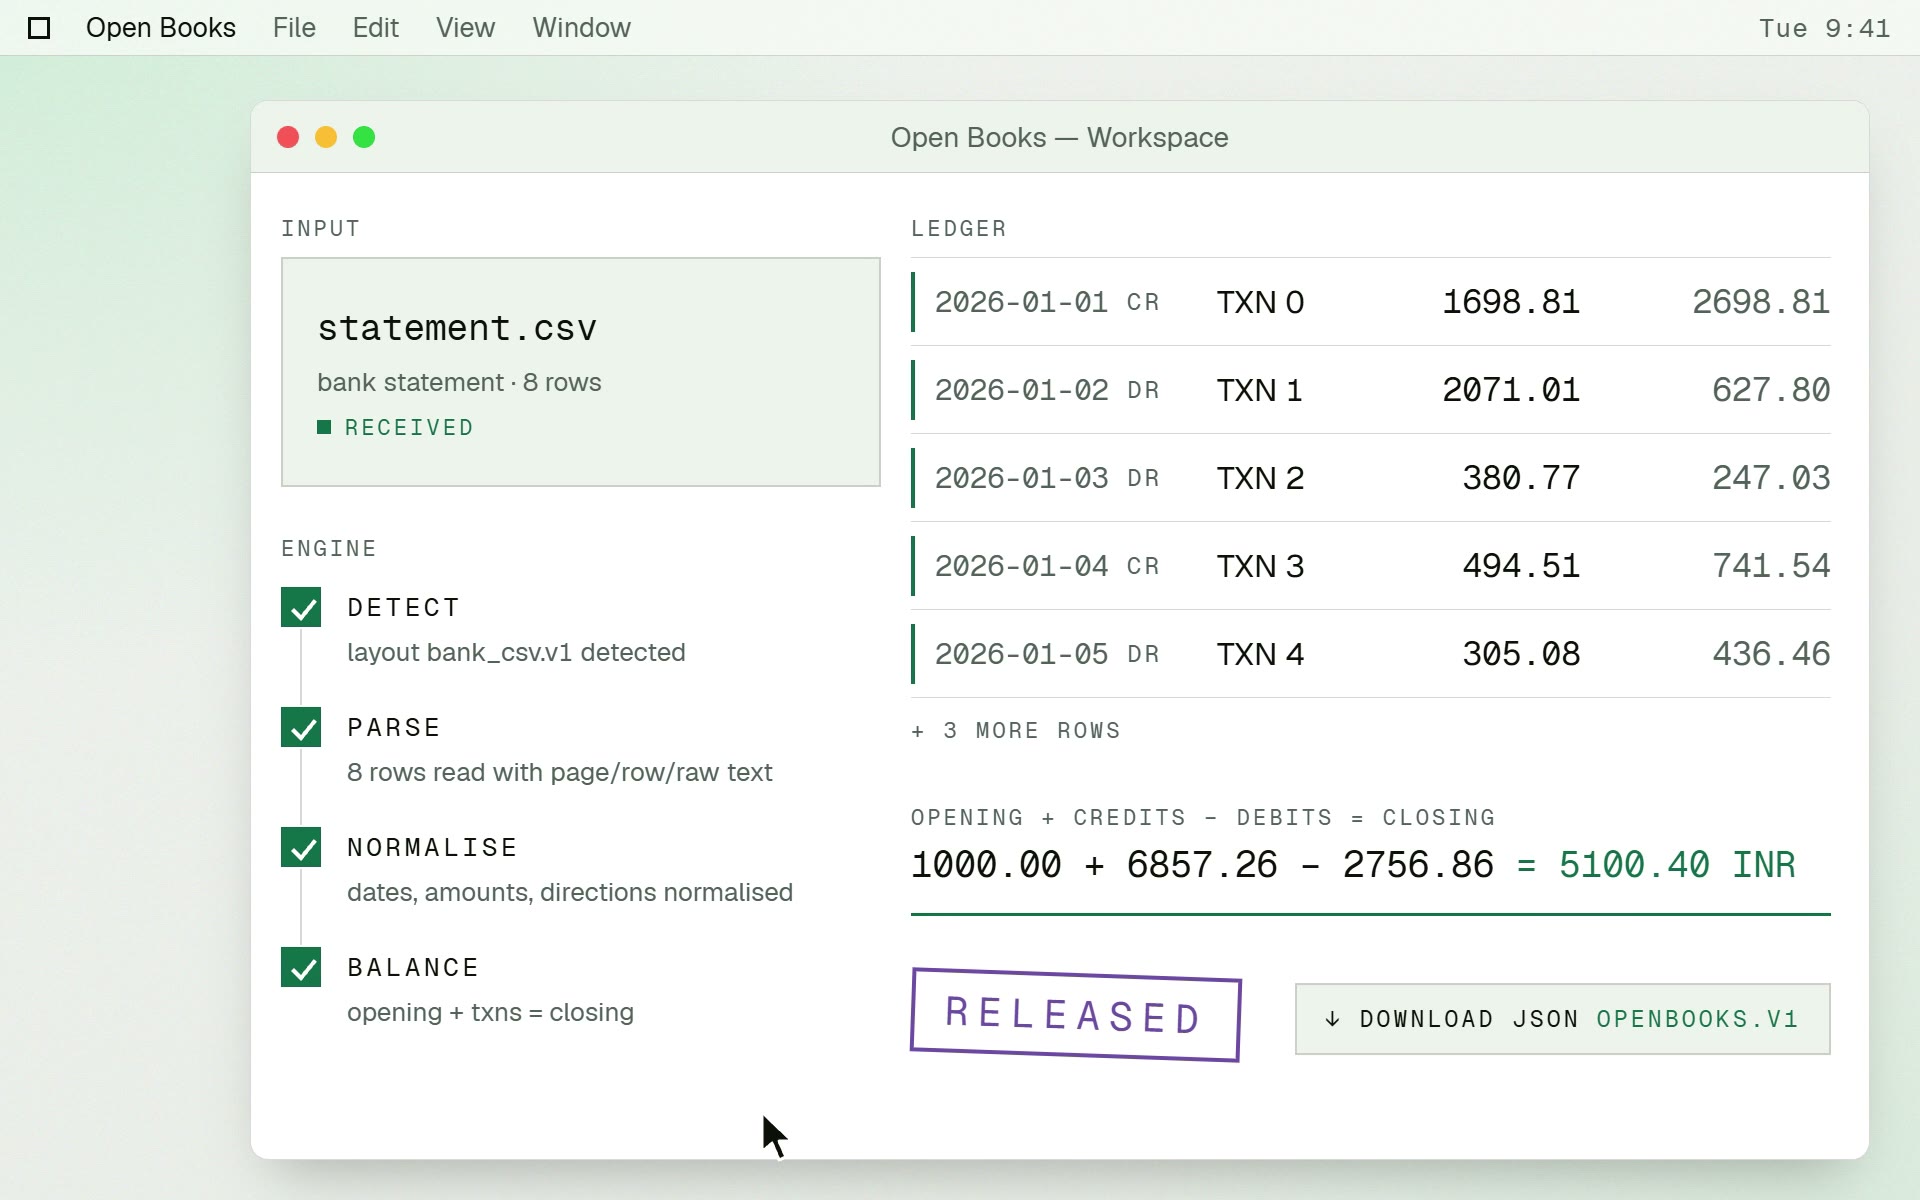 Open Books File Edit View Window Tue 9:41
Open Books — Workspace
INPUT
statement.csv
bank statement · 8 rows
RECEIVED
ENGINE
DETECT
layout bank_csv.v1 detected
PARSE
8 rows read with page/row/raw text
NORMALISE
dates, amounts, directions normalised
BALANCE
opening + txns = closing
LEDGER
2026-01-01 CR TXN 0 1698.81 2698.81
2026-01-02 DR TXN 1 2071.01 627.80
2026-01-03 DR TXN 2 380.77 247.03
2026-01-04 CR TXN 3 494.51 741.54
2026-01-05 DR TXN 4 305.08 436.46
+ 3 MORE ROWS
OPENING + CREDITS − DEBITS = CLOSING
1000.00 + 6857.26 − 2756.86 = 5100.40 INR
RELEASED
↓ DOWNLOAD JSON OPENBOOKS.V1